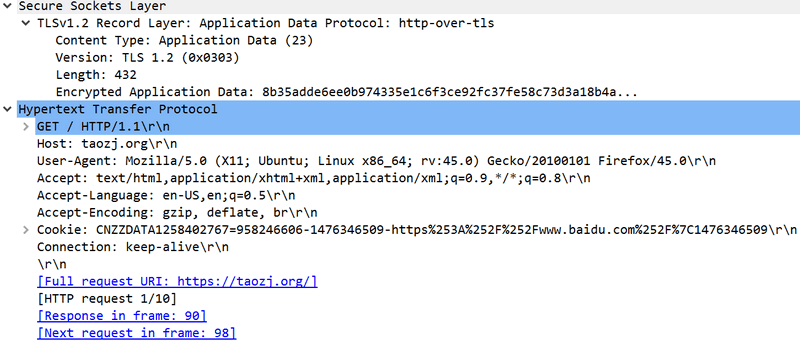 Secure Sockets Layer
TLSv1.2 Record Layer: Application Data Protocol: http-over-tls
Content Type: Application Data (23)
Version: TLS 1.2 (0x0303)
Length: 432
Encrypted Application Data: 8b35adde6ee0b974335e1c6f3ce92fc37fe58c73d3a18b4a...
Hypertext Transfer Protocol
GET / HTTP/1.1\r\n
Host: taozj.org\r\n
User-Agent: Mozilla/5.0 (X11; Ubuntu; Linux x86_64; rv:45.0) Gecko/20100101 Firefox/45.0\r\n
Accept: text/html,application/xhtml+xml,application/xml;q=0.9,*/*;q=0.8\r\n
Accept-Language: en-US,en;q=0.5\r\n
Accept-Encoding: gzip, deflate, br\r\n
Cookie: CNZZDATA1258402767=958246606-1476346509-https%253A%252F%252Fwww.baidu.com%252F%7C1476346509\r\n
Connection: keep-alive\r\n
\r\n
[Full request URI: https://taozj.org/]
[HTTP request 1/10]
[Response in frame: 90]
[Next request in frame: 98]